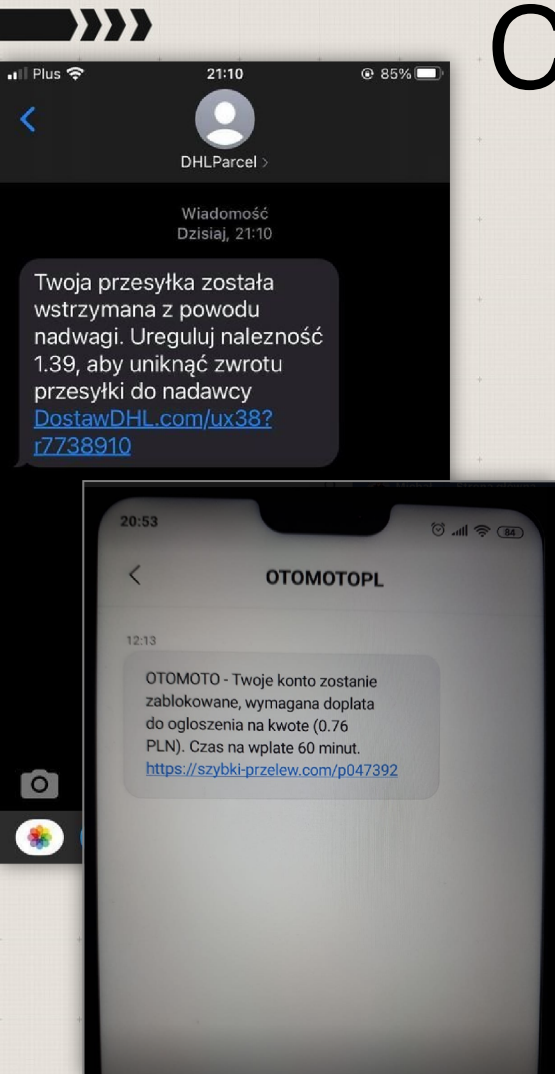 C
Plus 21:10 85%
DHLParcel >
Wiadomość
Dzisiaj, 21:10
Twoja przesyłka została
wstrzymana z powodu
nadwagi. Ureguluj nalezność
1.39, aby uniknąć zwrotu
przesyłki do nadawcy
DostawDHL.com/ux38?
r7738910
20:53 84
OTOMOTOPL
12:13
OTOMOTO - Twoje konto zostanie
zablokowane, wymagana doplata
do ogloszenia na kwote (0.76
PLN). Czas na wplate 60 minut.
https://szybki-przelew.com/p047392